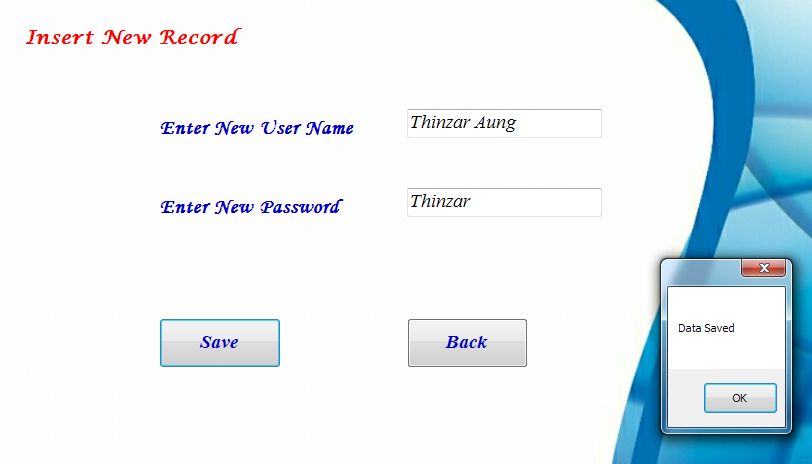 Insert New Record
Enter New User Name
Thinzar Aung
Enter New Password
Thinzar
Save
Back
Data Saved
OK